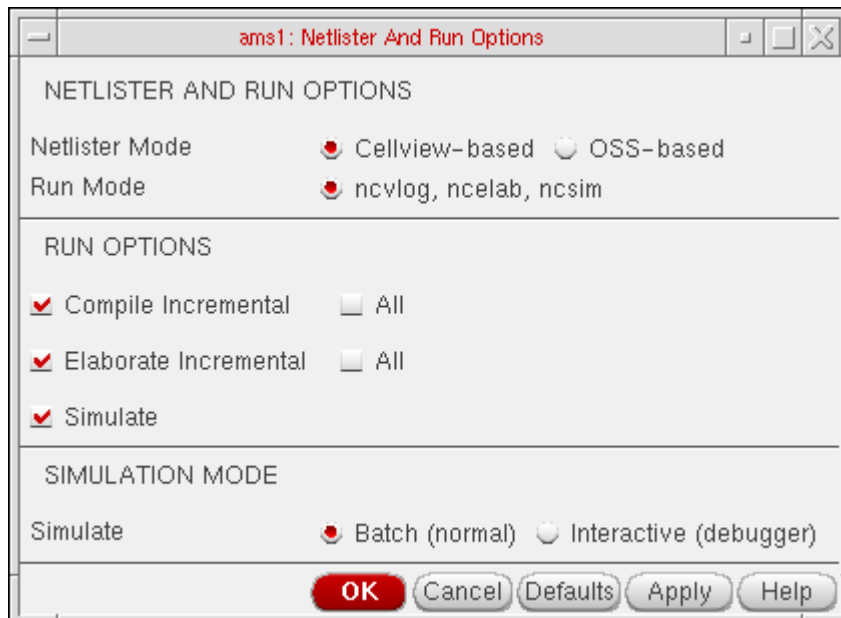 ams1: Netlister And Run Options
NETLISTER AND RUN OPTIONS
Netlister Mode Cellview-based OSS-based
Run Mode ncvlog, ncelab, ncsim
RUN OPTIONS
Compile Incremental All
Elaborate Incremental All
Simulate
SIMULATION MODE
Simulate Batch (normal) Interactive (debugger)
OK Cancel Defaults Apply Help